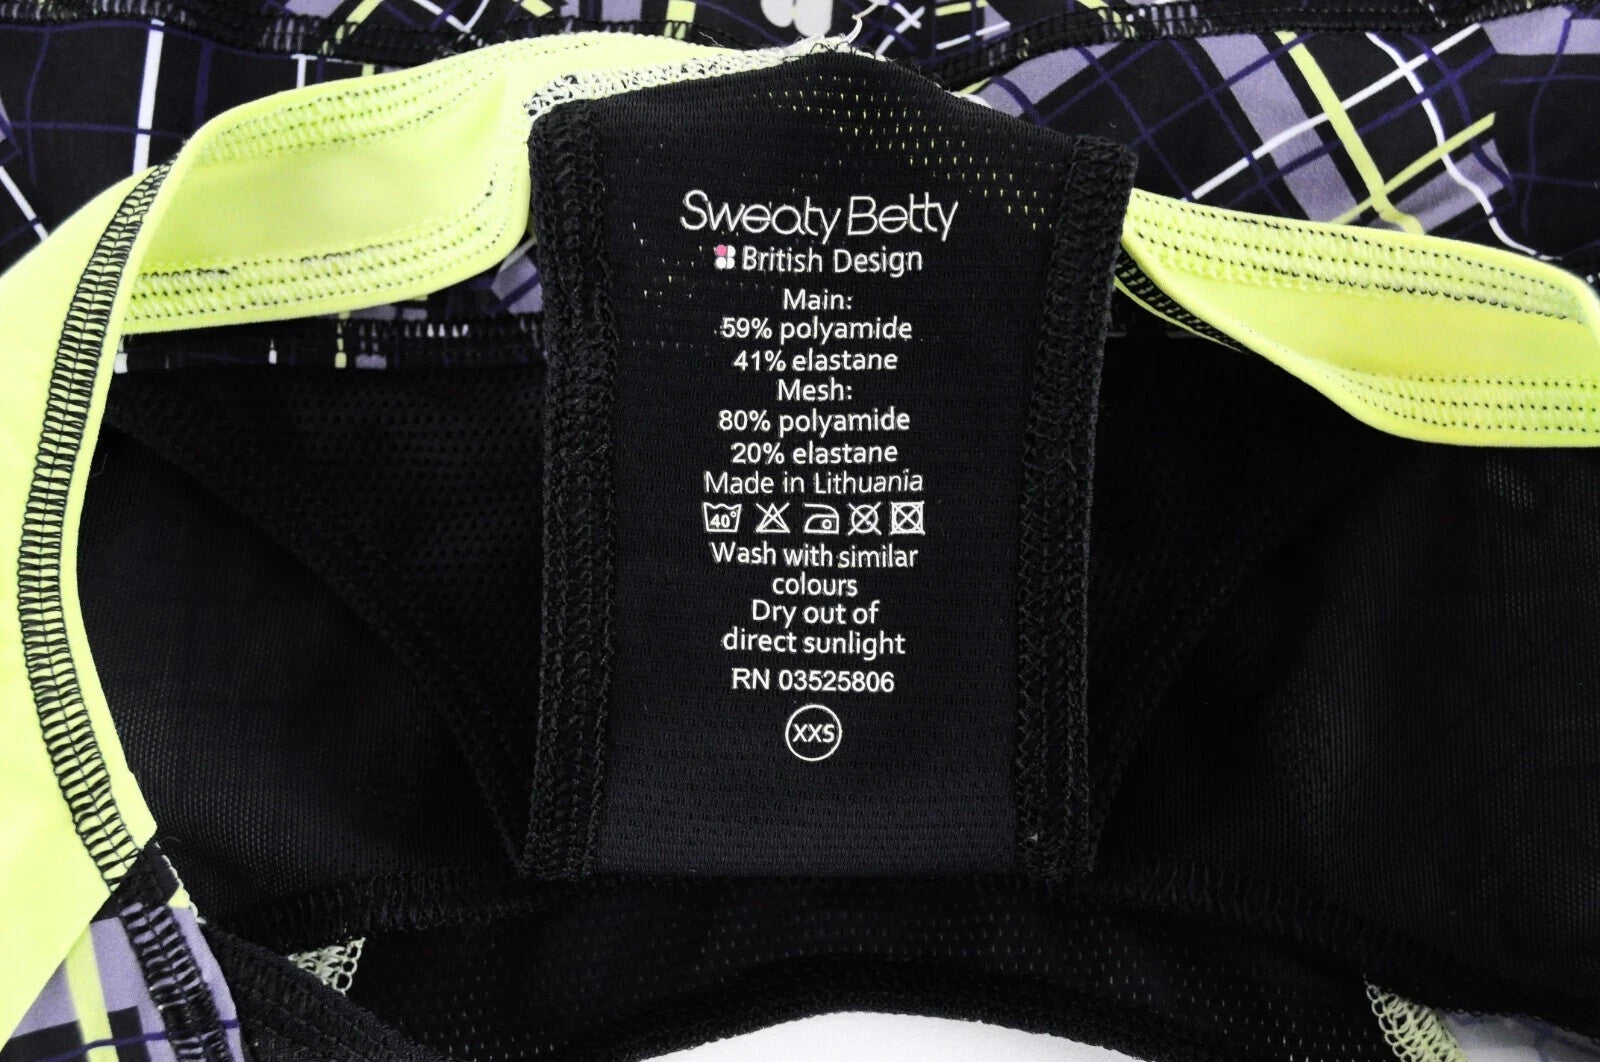 Sweaty Betty
British Design
Main:
59% polyamide
41% elastane
Mesh:
80% polyamide
20% elastane
Made in Lithuania
40°
Wash with similar
colours
Dry out of
direct sunlight
RN 03525806
XXS